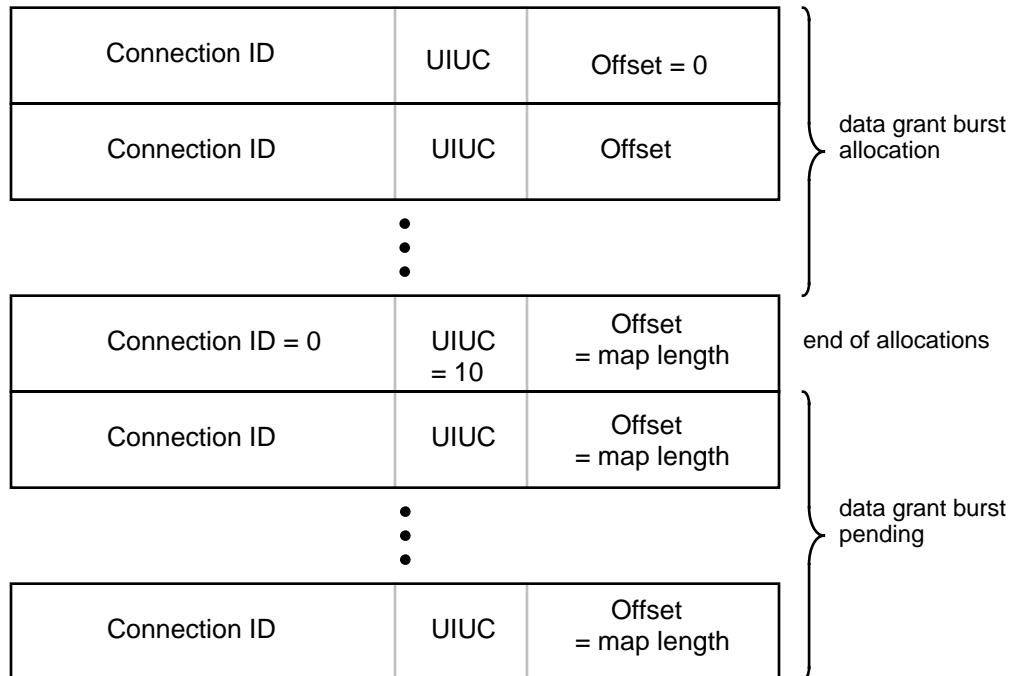 Connection ID UIUC Offset = 0
Connection ID UIUC Offset
data grant burst
allocation
Connection ID = 0 UIUC
= 10 Offset
= map length
end of allocations
Connection ID UIUC Offset
= map length
data grant burst
pending
Connection ID UIUC Offset
= map length